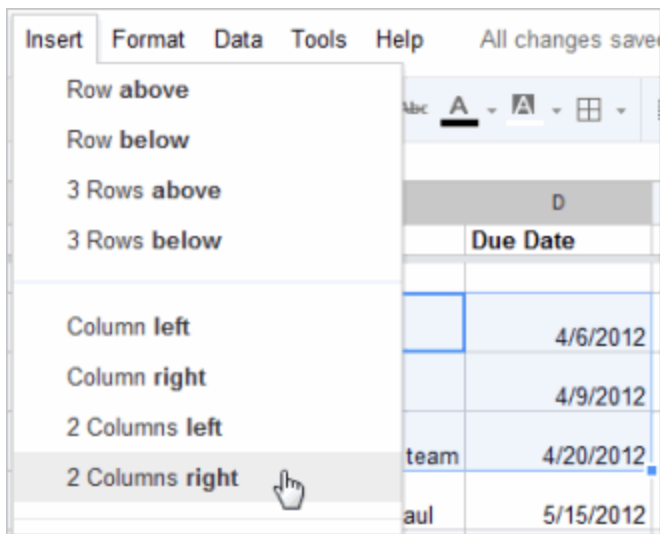 Insert Format Data Tools Help All changes save
Row above
Abc A A
Row below
3 Rows above
D
3 Rows below
Due Date
Column left
4/6/2012
Column right
4/9/2012
2 Columns left
team 4/20/2012
2 Columns right
aul 5/15/2012